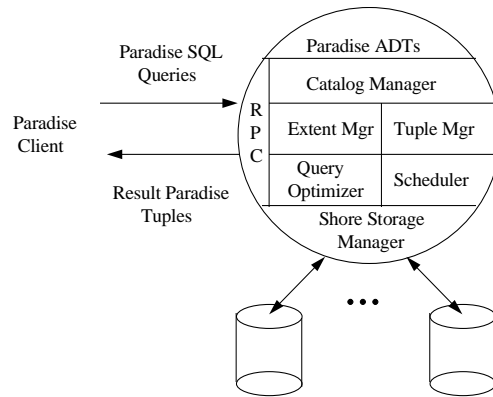 Paradise SQL
Queries
Paradise
Client
Result Paradise
Tuples
Paradise ADTs
Catalog Manager
R
P
C
Extent Mgr
Tuple Mgr
Query
Optimizer
Scheduler
Shore Storage
Manager